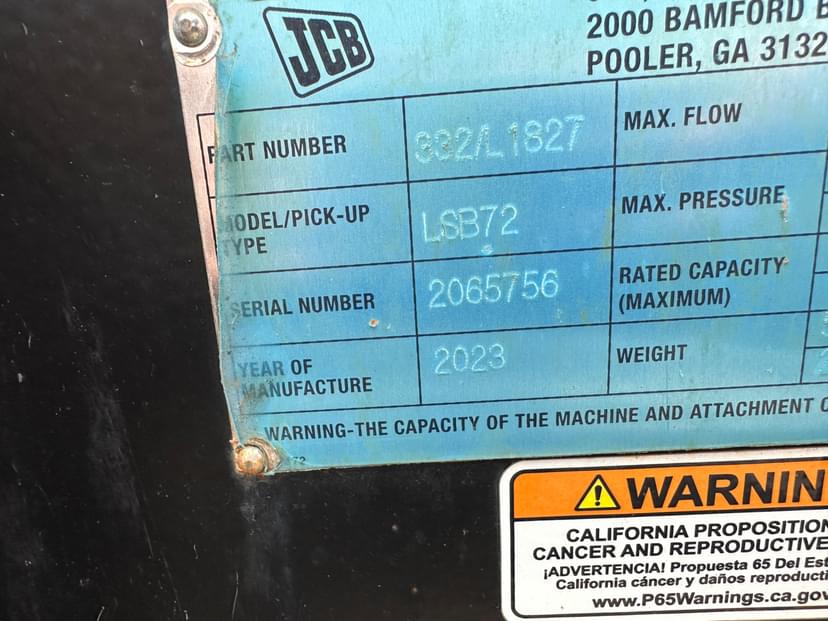 JCB
2000 BAMFORD B
POOLER, GA 3132
PART NUMBER 332/L1827 MAX. FLOW
MODEL/PICK-UP TYPE LSB72 MAX. PRESSURE
SERIAL NUMBER 2065756 RATED CAPACITY (MAXIMUM)
YEAR OF MANUFACTURE 2023 WEIGHT
WARNING-THE CAPACITY OF THE MACHINE AND ATTACHMENT C
WARNIN
CALIFORNIA PROPOSITION
CANCER AND REPRODUCTIVE
¡ADVERTENCIA! Propuesta 65 Del Est
California cáncer y daños reproducti
www.P65Warnings.ca.gov